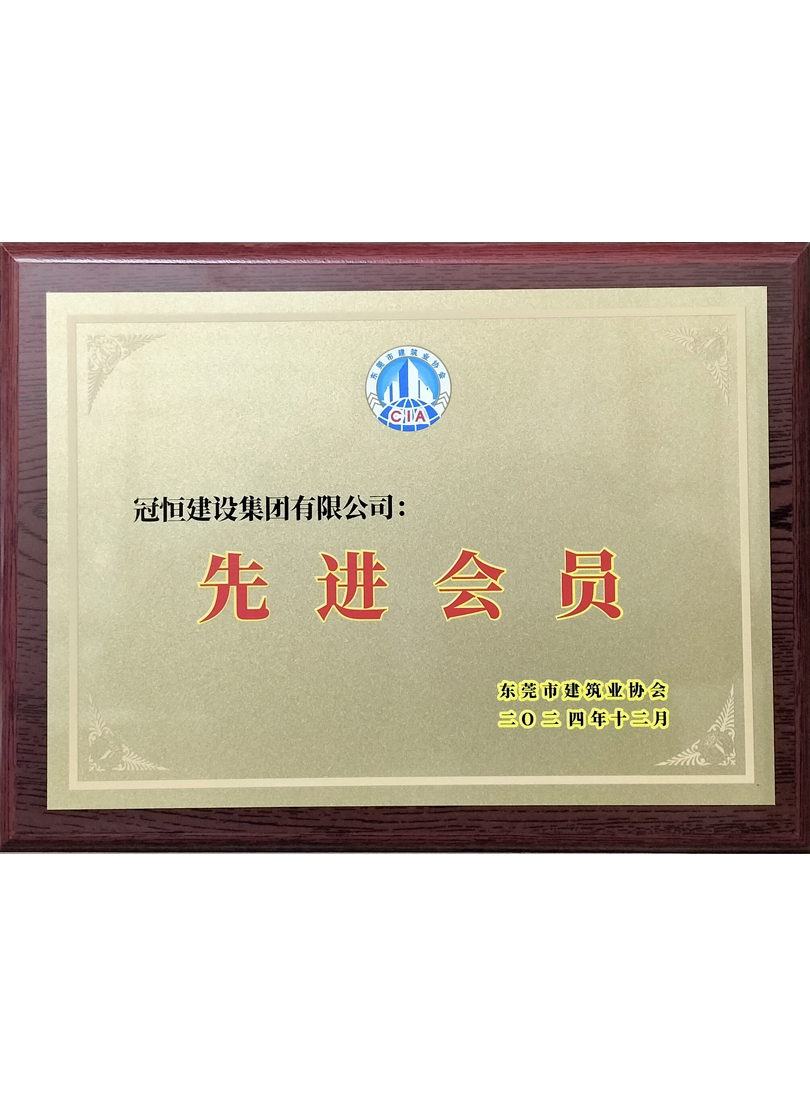 东莞市建筑业协会
CIA
冠恒建设集团有限公司：
先进会员
东莞市建筑业协会
二〇二四年十二月